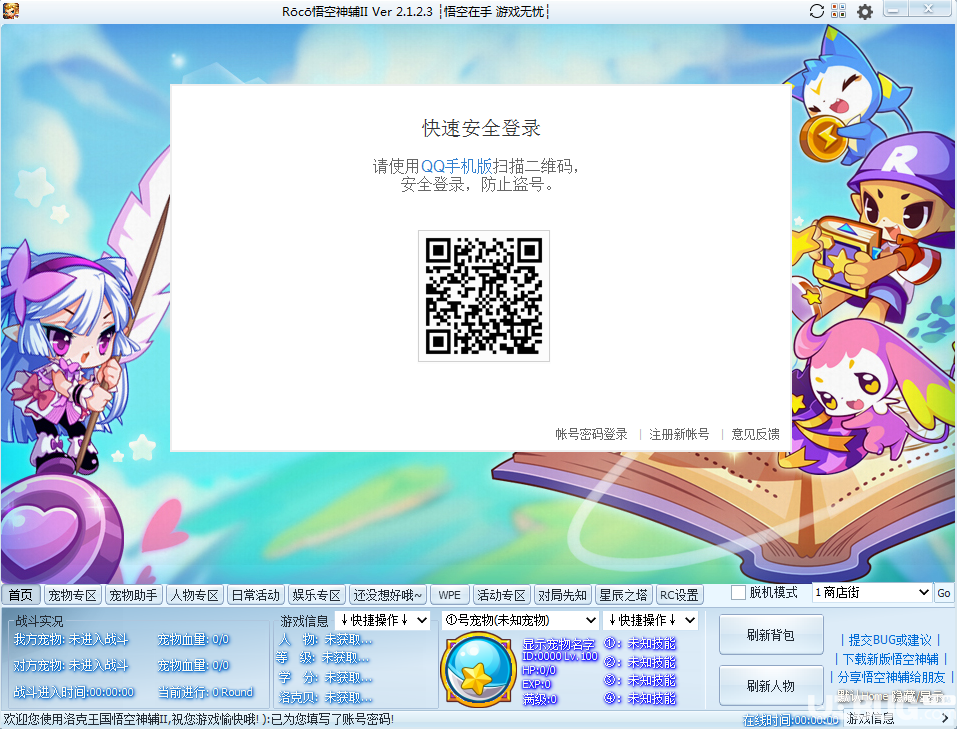 Rōcō悟空神辅II Ver 2.1.2.3 ┆悟空在手 游戏无忧┆
快速安全登录
请使用QQ手机版扫描二维码，
安全登录，防止盗号。
帐号密码登录 | 注册新帐号 | 意见反馈
R
首页 宠物专区 宠物助手 人物专区 日常活动 娱乐专区 还没想好哦~ WPE 活动专区 对局先知 星辰之塔 RC设置 脱机模式 1 商店街 Go
战斗实况
我方宠物: 未进入战斗 宠物血量: 0/0
对方宠物: 未进入战斗 宠物血量: 0/0
战斗进入时间:00:00:00 当前进行: 0 Round
游戏信息 ↓快捷操作↓
人 物: 未获取...
等 级: 未获取...
学 分: 未获取...
洛克贝: 未获取...
①号宠物(未知宠物) ↓快捷操作↓
显示宠物名字
ID:0000 Lv. 100
HP:0/0
EXP:0
满级:0
①: 未知技能
②: 未知技能
③: 未知技能
④: 未知技能
刷新背包
刷新人物
| 提交BUG或建议 |
| 下载新版悟空神辅 |
| 分享悟空神辅给朋友 |
默认Home 隐藏/显示
欢迎您使用洛克王国悟空神辅II,祝您游戏愉快哦! ):已为您填写了账号密码!
在线时间:00:00:00 游戏信息